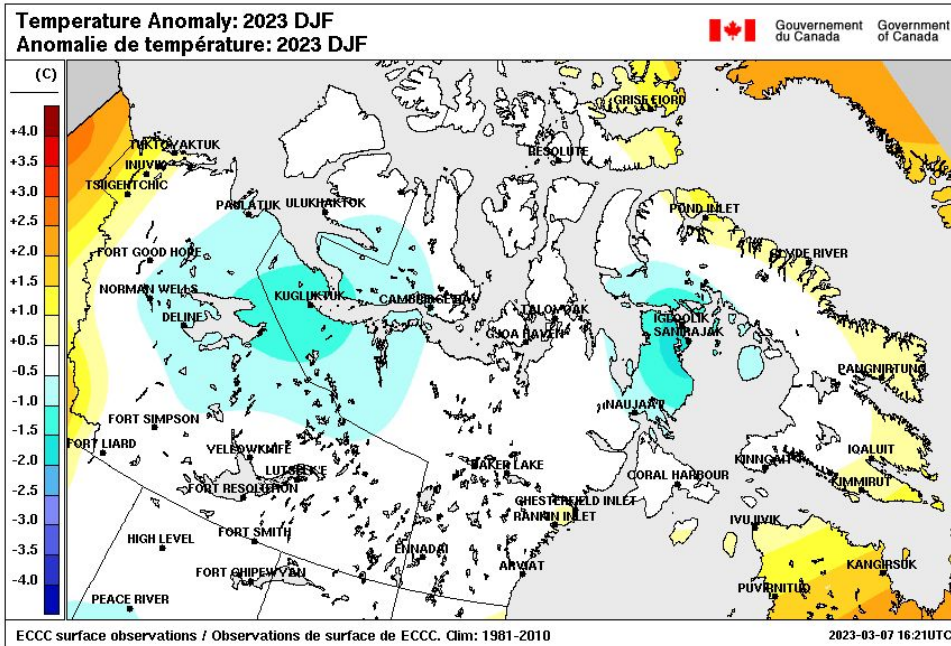 Temperature Anomaly: 2023 DJF
Anomalie de température: 2023 DJF
Gouvernement du Canada
Government of Canada
(C)
+4.0
+3.5
+3.0
+2.5
+2.0
+1.5
+1.0
+0.5
-0.5
-1.0
-1.5
-2.0
-2.5
-3.0
-3.5
-4.0
GRISE FIORD
RESOLUTE
TUKTOYAKTUK
INUVIK
TSIIGEHTCHIC
PAULATUK
ULUKHAKTOK
POND INLET
CLYDE RIVER
FORT GOOD HOPE
NORMAN WELLS
DELINE
KUGLUKTUK
CAMBRIDGE BAY
TALOYOAK
GJOA HAVEN
IGLOOLIK
SANIRAJAK
PANGNIRTUNG
NAUJAAT
FORT SIMPSON
FORT LIARD
YELLOWKNIFE
LUTSELK'E
FORT RESOLUTION
BAKER LAKE
CORAL HARBOUR
KINNGAIT
IQALUIT
KIMMIRUT
CHESTERFIELD INLET
RANKIN INLET
IVUJIVIK
HIGH LEVEL
FORT SMITH
ENNADAI
ARVIAT
FORT CHIPEWYAN
KANGIRSUK
PUVIRNITUQ
PEACE RIVER
ECCC surface observations / Observations de surface de ECCC. Clim: 1981-2010
2023-03-07 16:21UTC